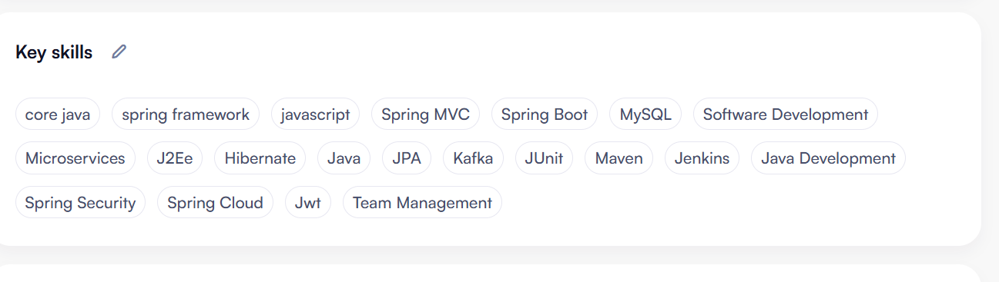 Key skills
core java spring framework javascript Spring MVC Spring Boot MySQL Software Development
Microservices J2Ee Hibernate Java JPA Kafka JUnit Maven Jenkins Java Development
Spring Security Spring Cloud Jwt Team Management